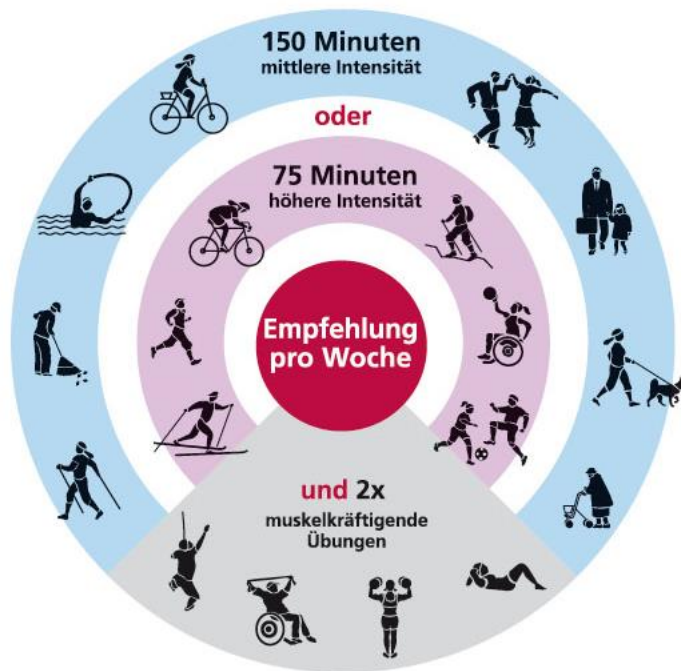 150 Minuten
mittlere Intensität
oder
75 Minuten
höhere Intensität
Empfehlung
pro Woche
und 2x
muskelkräftigende
Übungen